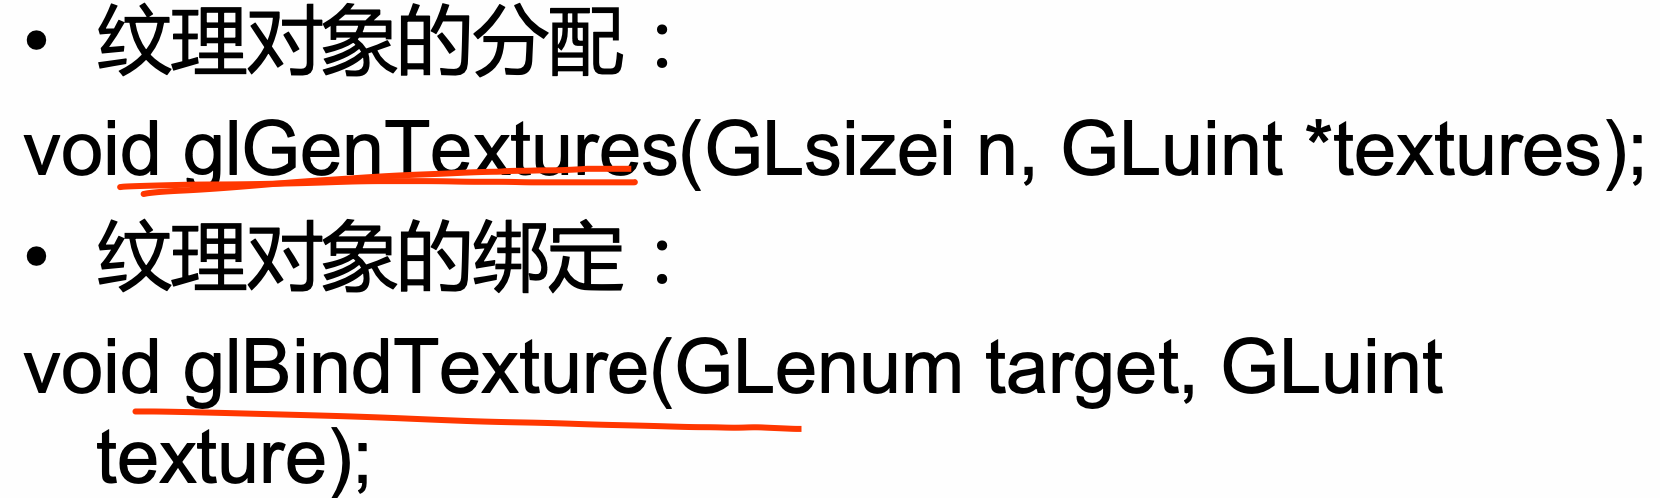 • 纹理对象的分配：
void glGenTextures(GLsizei n, GLuint *textures);
• 纹理对象的绑定：
void glBindTexture(GLenum target, GLuint
texture);